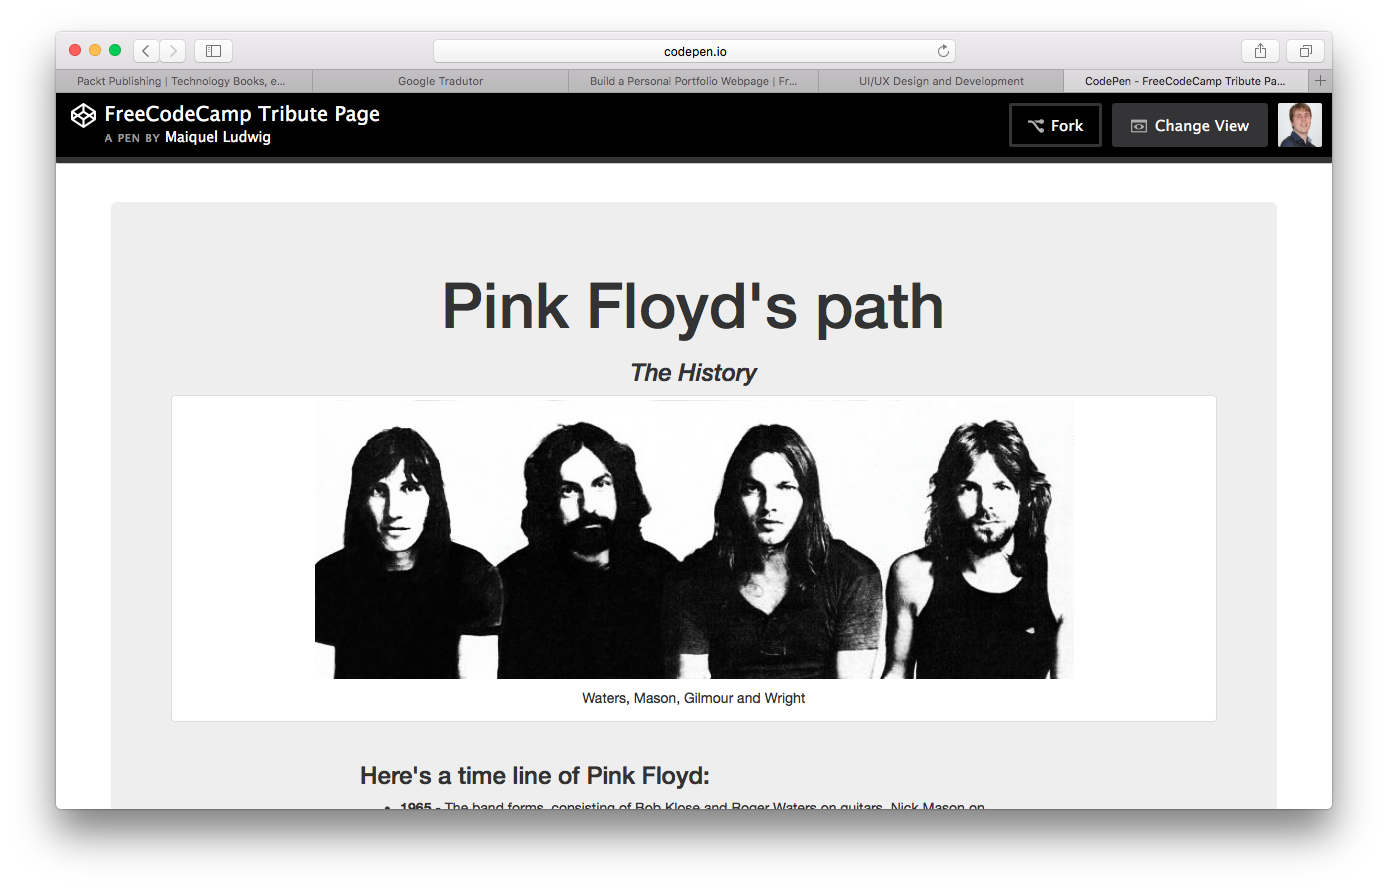 codepen.io
Packt Publishing | Technology Books, e...
Google Tradutor
Build a Personal Portfolio Webpage | Fr...
UI/UX Design and Development
CodePen - FreeCodeCamp Tribute Pa...
FreeCodeCamp Tribute Page
A PEN BY Maiquel Ludwig
Fork
Change View
Pink Floyd's path
The History
Waters, Mason, Gilmour and Wright
Here's a time line of Pink Floyd:
1965 - The band forms, consisting of Bob Klose and Roger Waters on guitars, Nick Mason on